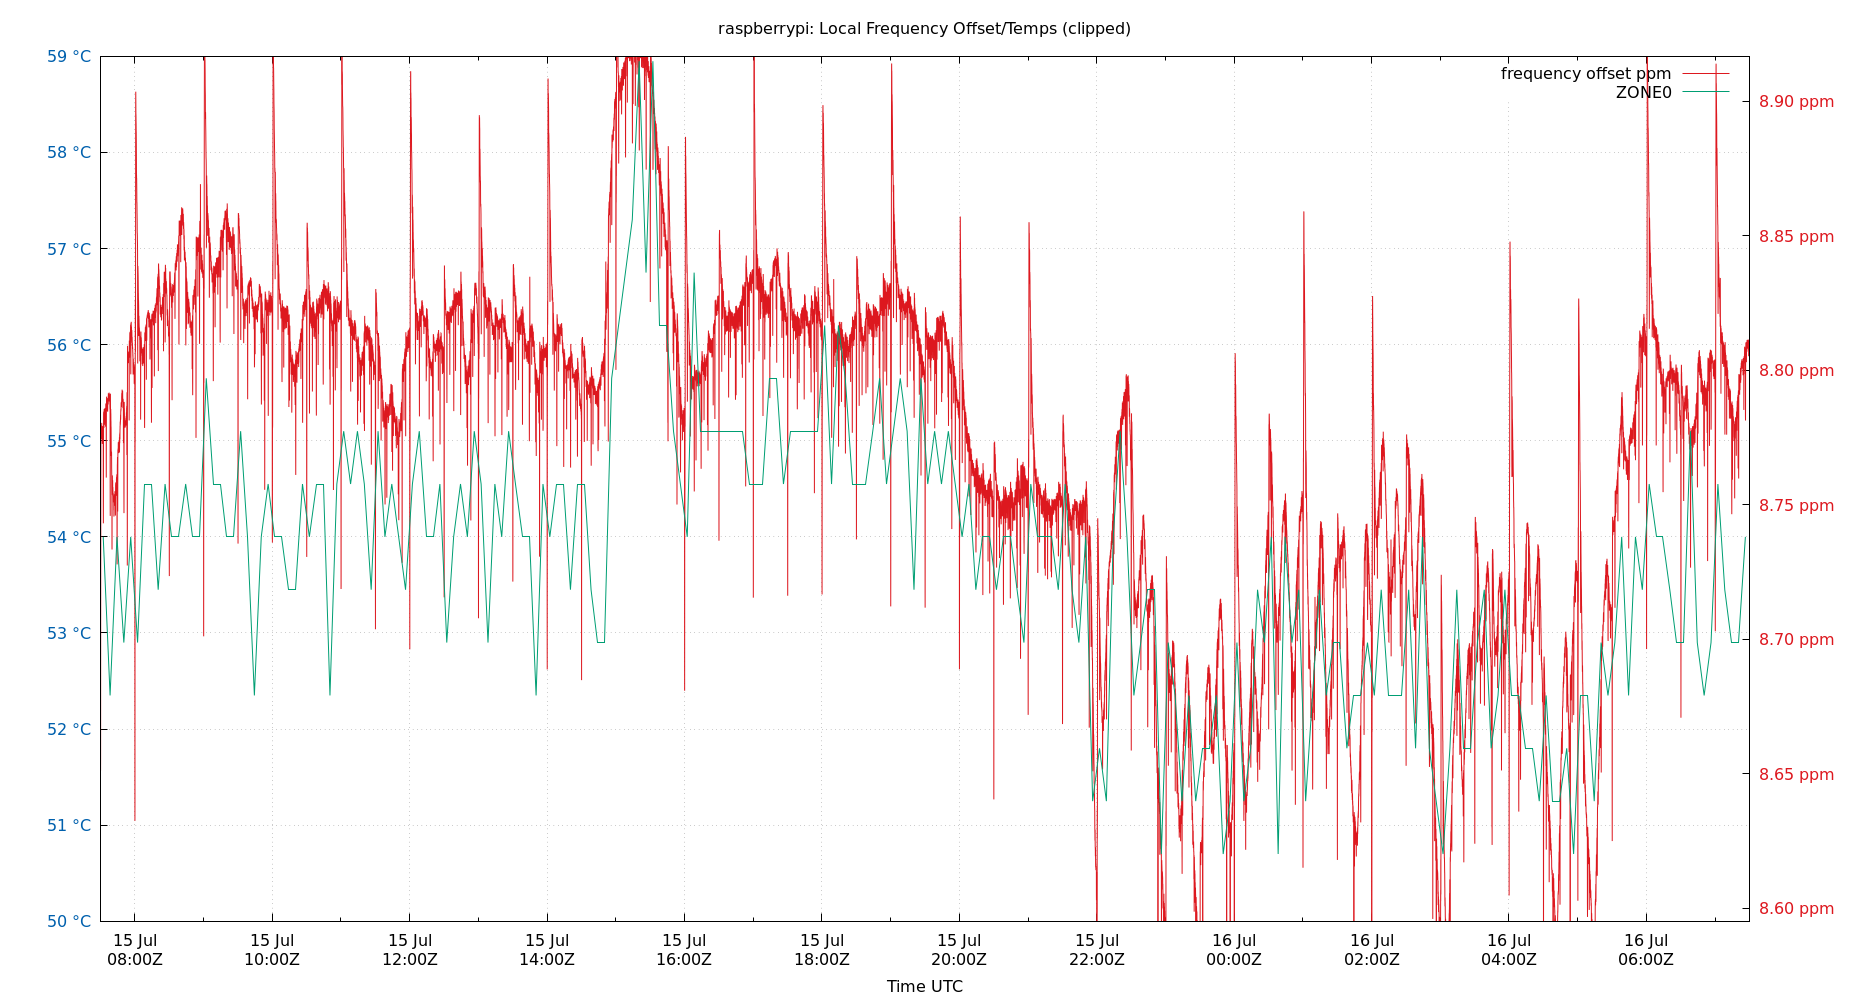 raspberrypi: Local Frequency Offset/Temps (clipped)
frequency offset ppm
ZONE0
59 °C
58 °C
57 °C
56 °C
55 °C
54 °C
53 °C
52 °C
51 °C
50 °C
8.90 ppm
8.85 ppm
8.80 ppm
8.75 ppm
8.70 ppm
8.65 ppm
8.60 ppm
15 Jul 15 Jul 15 Jul 15 Jul 15 Jul 15 Jul 15 Jul 15 Jul 16 Jul 16 Jul 16 Jul 16 Jul
08:00Z 10:00Z 12:00Z 14:00Z 16:00Z 18:00Z 20:00Z 22:00Z 00:00Z 02:00Z 04:00Z 06:00Z
Time UTC